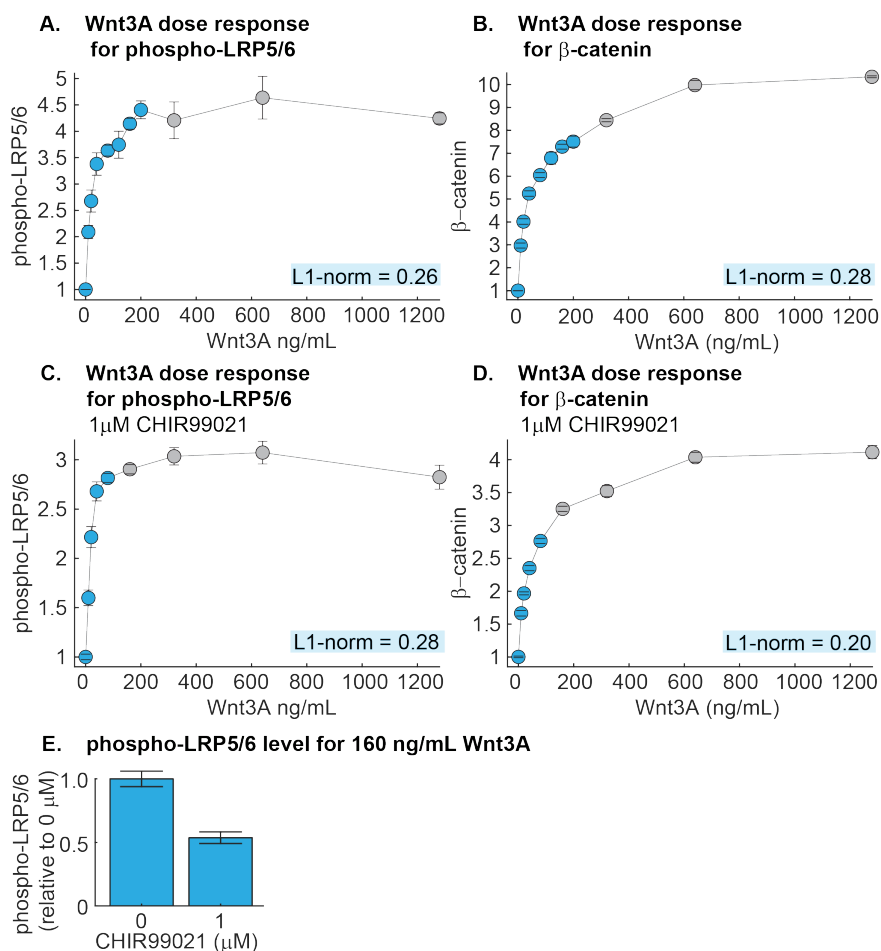 A. Wnt3A dose response
for phospho-LRP5/6
phospho-LRP5/6
5
4.5
4
3.5
3
2.5
2
1.5
1
L1-norm = 0.26
0 200 400 600 800 1000 1200
Wnt3A ng/mL
B. Wnt3A dose response
for β-catenin
β−catenin
10
9
8
7
6
5
4
3
2
1
L1-norm = 0.28
0 200 400 600 800 1000 1200
Wnt3A (ng/mL)
C. Wnt3A dose response
for phospho-LRP5/6
1μM CHIR99021
phospho-LRP5/6
3
2.5
2
1.5
1
L1-norm = 0.28
0 200 400 600 800 1000 1200
Wnt3A ng/mL
D. Wnt3A dose response
for β-catenin
1μM CHIR99021
β−catenin
4
3.5
3
2.5
2
1.5
1
L1-norm = 0.20
0 200 400 600 800 1000 1200
Wnt3A (ng/mL)
E. phospho-LRP5/6 level for 160 ng/mL Wnt3A
phospho-LRP5/6
(relative to 0 μM)
1.0
0.5
0
0 1
CHIR99021 (μM)